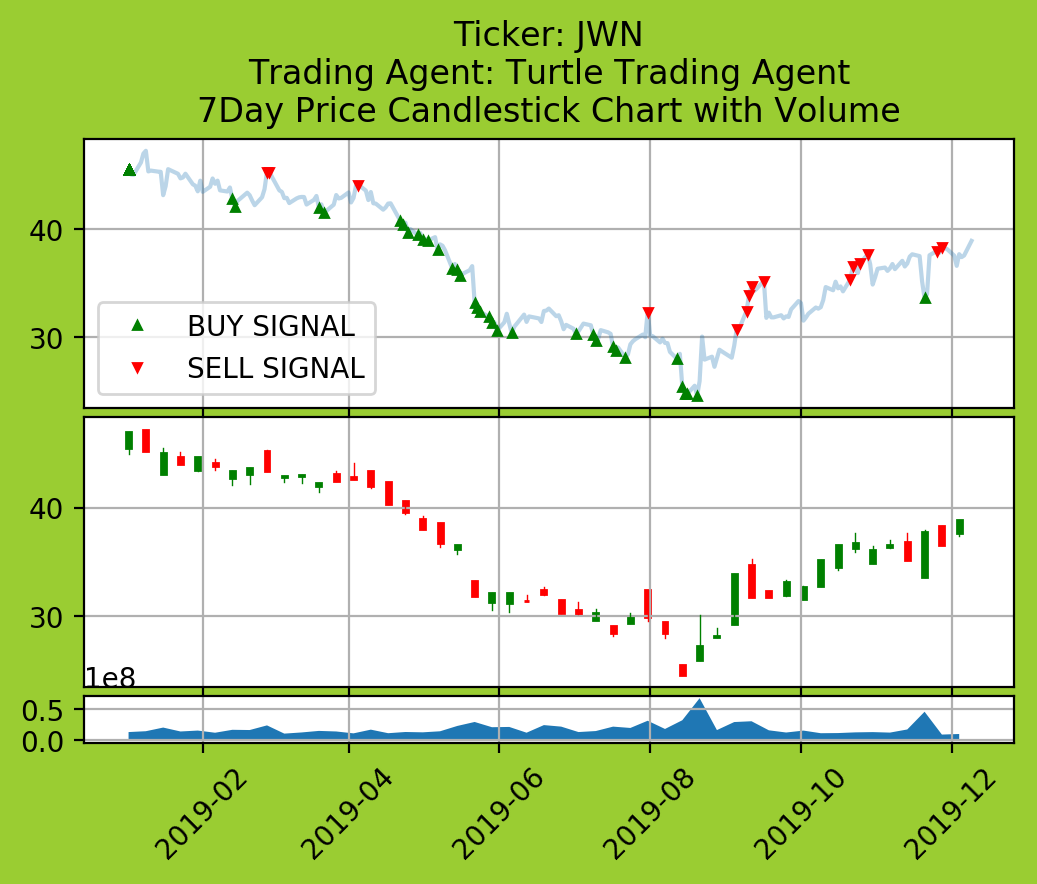 Ticker: JWN
Trading Agent: Turtle Trading Agent
7Day Price Candlestick Chart with Volume
40
30
BUY SIGNAL
SELL SIGNAL
40
30
1e8
0.5
0.0
2019-02
2019-04
2019-06
2019-08
2019-10
2019-12